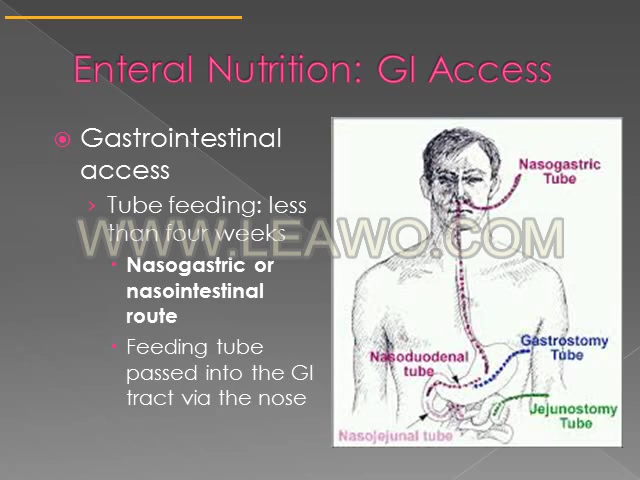 Enteral Nutrition: GI Access
Gastrointestinal
access
Tube feeding: less
than four weeks
Nasogastric or
nasointestinal
route
Feeding tube
passed into the GI
tract via the nose
Nasogastric
Tube
Nasoduodenal
tube
Gastrostomy
Tube
Jejunostomy
Tube
Nasojejunal tube
WWW.LEAWO.COM